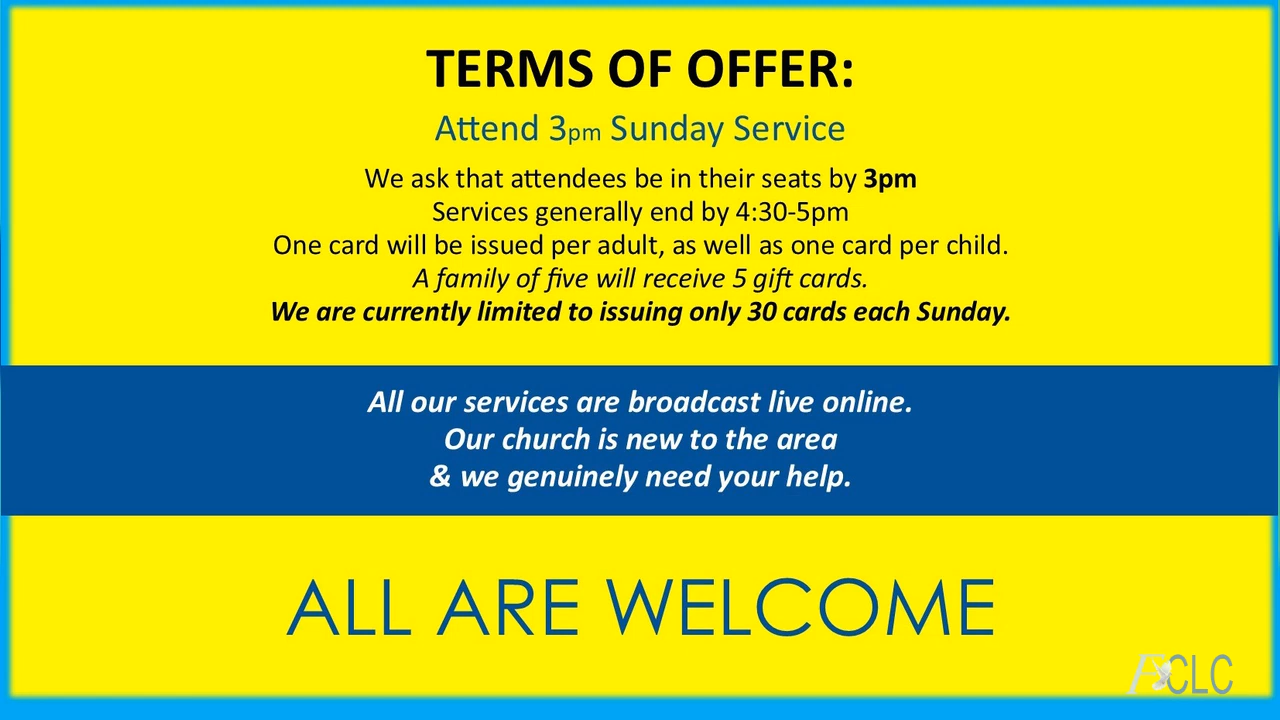 TERMS OF OFFER:
Attend 3pm Sunday Service
We ask that attendees be in their seats by 3pm
Services generally end by 4:30-5pm
One card will be issued per adult, as well as one card per child.
A family of five will receive 5 gift cards.
We are currently limited to issuing only 30 cards each Sunday.
All our services are broadcast live online.
Our church is new to the area
& we genuinely need your help.
ALL ARE WELCOME
CLC